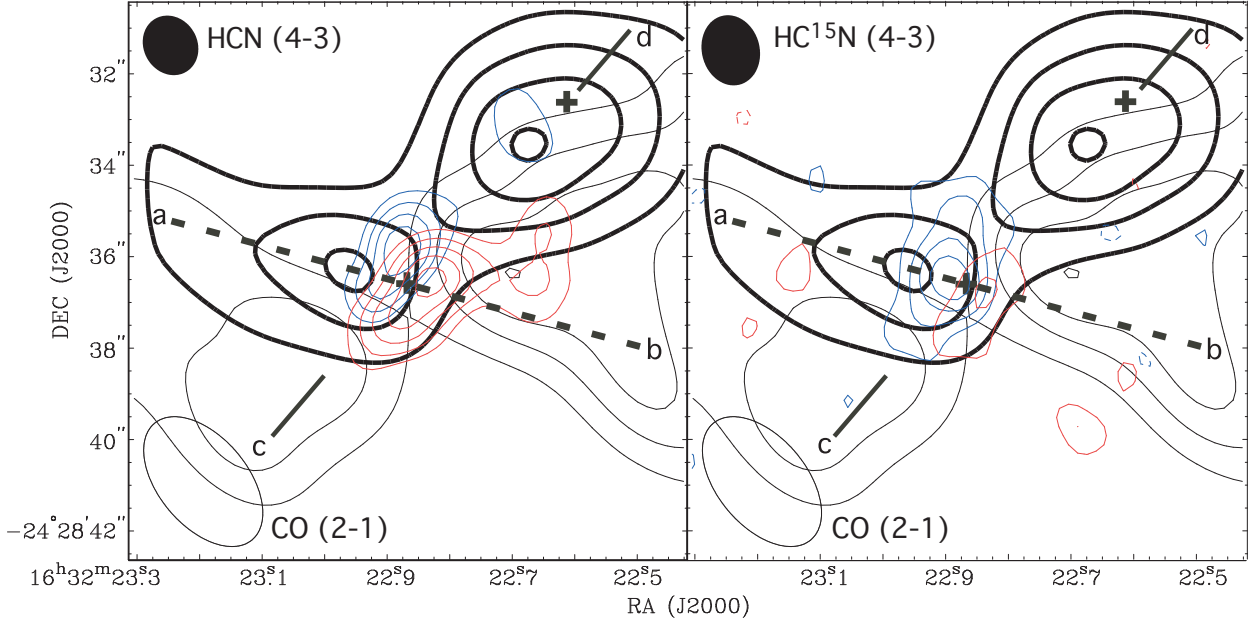 HCN (4-3)
d
a
b
c
CO (2-1)
HC¹⁵N (4-3)
d
a
b
c
CO (2-1)
32"
34"
36"
38"
40"
−24°28'42"
DEC (J2000)
16ʰ32ᵐ23ˢ.3
23ˢ.1
22ˢ.9
22ˢ.7
22ˢ.5
23ˢ.1
22ˢ.9
22ˢ.7
22ˢ.5
RA (J2000)